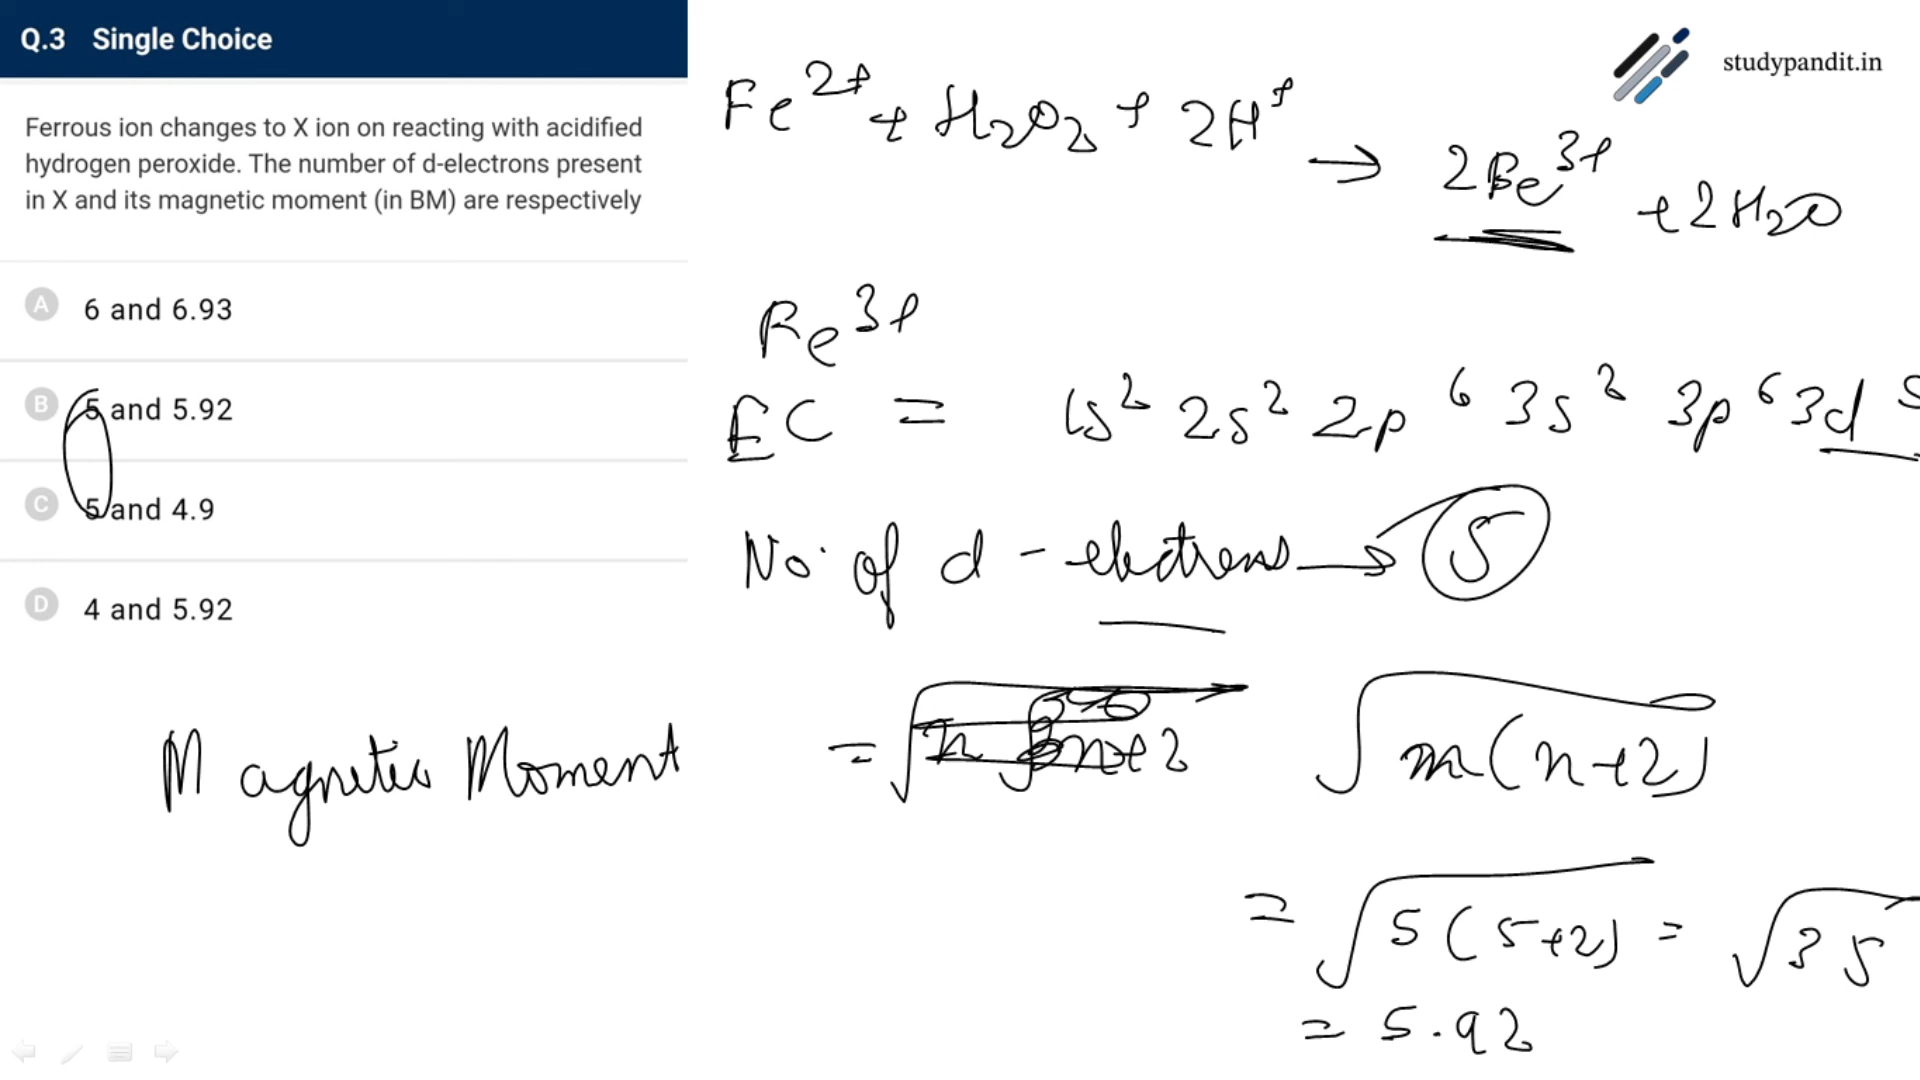 Q.3 Single Choice
studypandit.in
Ferrous ion changes to X ion on reacting with acidified
hydrogen peroxide. The number of d-electrons present
in X and its magnetic moment (in BM) are respectively
A 6 and 6.93
B 5 and 5.92
C 5 and 4.9
D 4 and 5.92
Fe²⁺ + H₂O₂ + 2H⁺ → 2Fe³⁺ + 2H₂O
Fe³⁺
EC = 1s² 2s² 2p⁶ 3s² 3p⁶ 3d⁵
No. of d - electrons → 5
Magnetic Moment = √n n+2 √n(n+2)
= √5(5+2) = √35
= 5.92